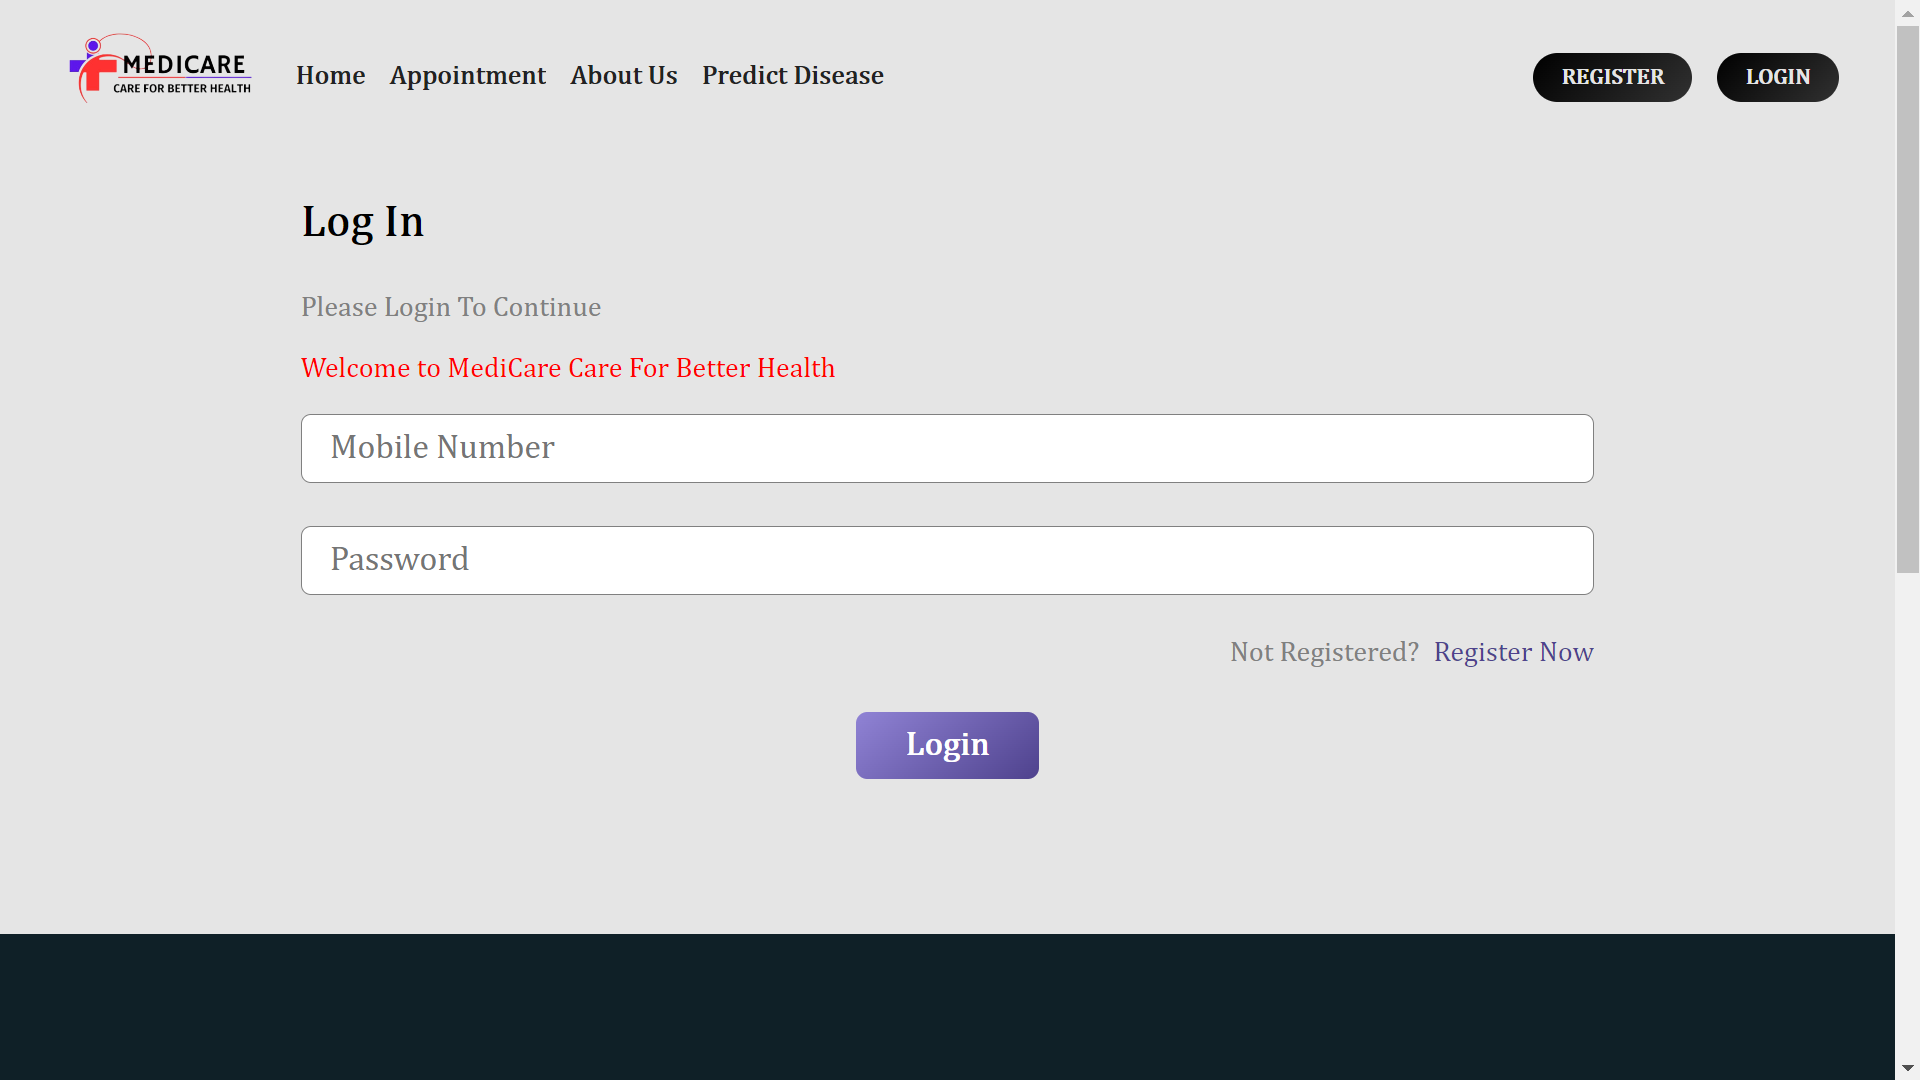 MEDICARE
CARE FOR BETTER HEALTH
Home Appointment About Us Predict Disease
REGISTER LOGIN
Log In
Please Login To Continue
Welcome to MediCare Care For Better Health
Mobile Number
Password
Not Registered? Register Now
Login